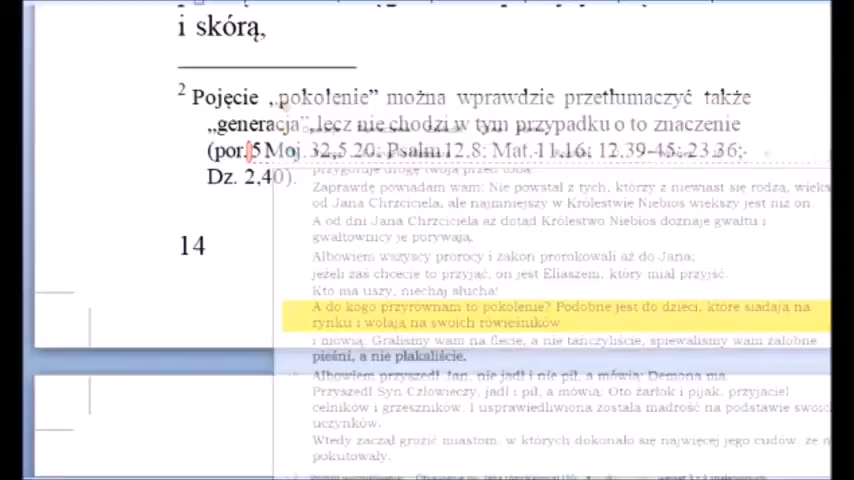 i skórą,
2 Pojęcie „pokolenie” można wprawdzie przetłumaczyć także
„generacja”, lecz nie chodzi w tym przypadku o to znaczenie
(por. 5 Moj. 32,5.20; Psalm 12,8; Mat. 11,16; 12,39–45; 23,36;
Dz. 2,40).
przygotuje drogę twoją przed tobą.
Zaprawdę powiadam wam: Nie powstał z tych, którzy z niewiast się rodzą, więks
od Jana Chrzciciela, ale najmniejszy w Królestwie Niebios większy jest niż on.
A od dni Jana Chrzciciela aż dotąd Królestwo Niebios doznaje gwałtu i
gwałtownicy je porywają.
14
Albowiem wszyscy prorocy i zakon prorokowali aż do Jana;
jeżeli zaś chcecie to przyjąć, on jest Eliaszem, który miał przyjść.
Kto ma uszy, niechaj słucha!
A do kogo przyrównam to pokolenie? Podobne jest do dzieci, które siadają na
rynku i wołają na swoich rówieśników
i mówią: Graliśmy wam na flecie, a nie tańczyliście, śpiewaliśmy wam żałobne
pieśni, a nie płakaliście.
Albowiem przyszedł Jan, nie jadł i nie pił, a mówią: Demona ma.
Przyszedł Syn Człowieczy, jadł i pił, a mówią: Oto żarłok i pijak, przyjaciel
celników i grzeszników. I usprawiedliwiona została mądrość na podstawie swoich
uczynków.
Wtedy zaczął grozić miastom, w których dokonało się najwięcej jego cudów, że n
pokutowały.